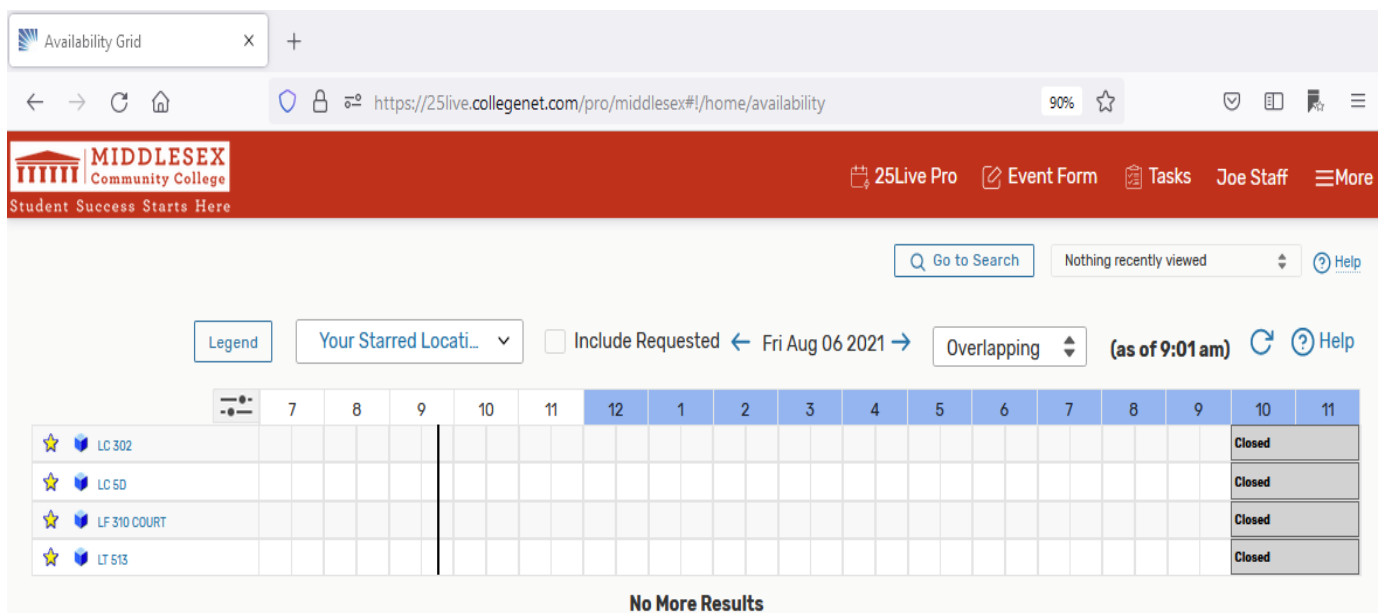 Availability Grid
https://25live.collegenet.com/pro/middlesex#!/home/availability 90%
MIDDLESEX
Community College
Student Success Starts Here
25Live Pro Event Form Tasks Joe Staff More
Go to Search Nothing recently viewed Help
Legend Your Starred Locati... Include Requested Fri Aug 06 2021 Overlapping (as of 9:01 am) Help
7 8 9 10 11 12 1 2 3 4 5 6 7 8 9 10 11
LC 302 Closed
LC 5D Closed
LF 310 COURT Closed
LT 513 Closed
No More Results